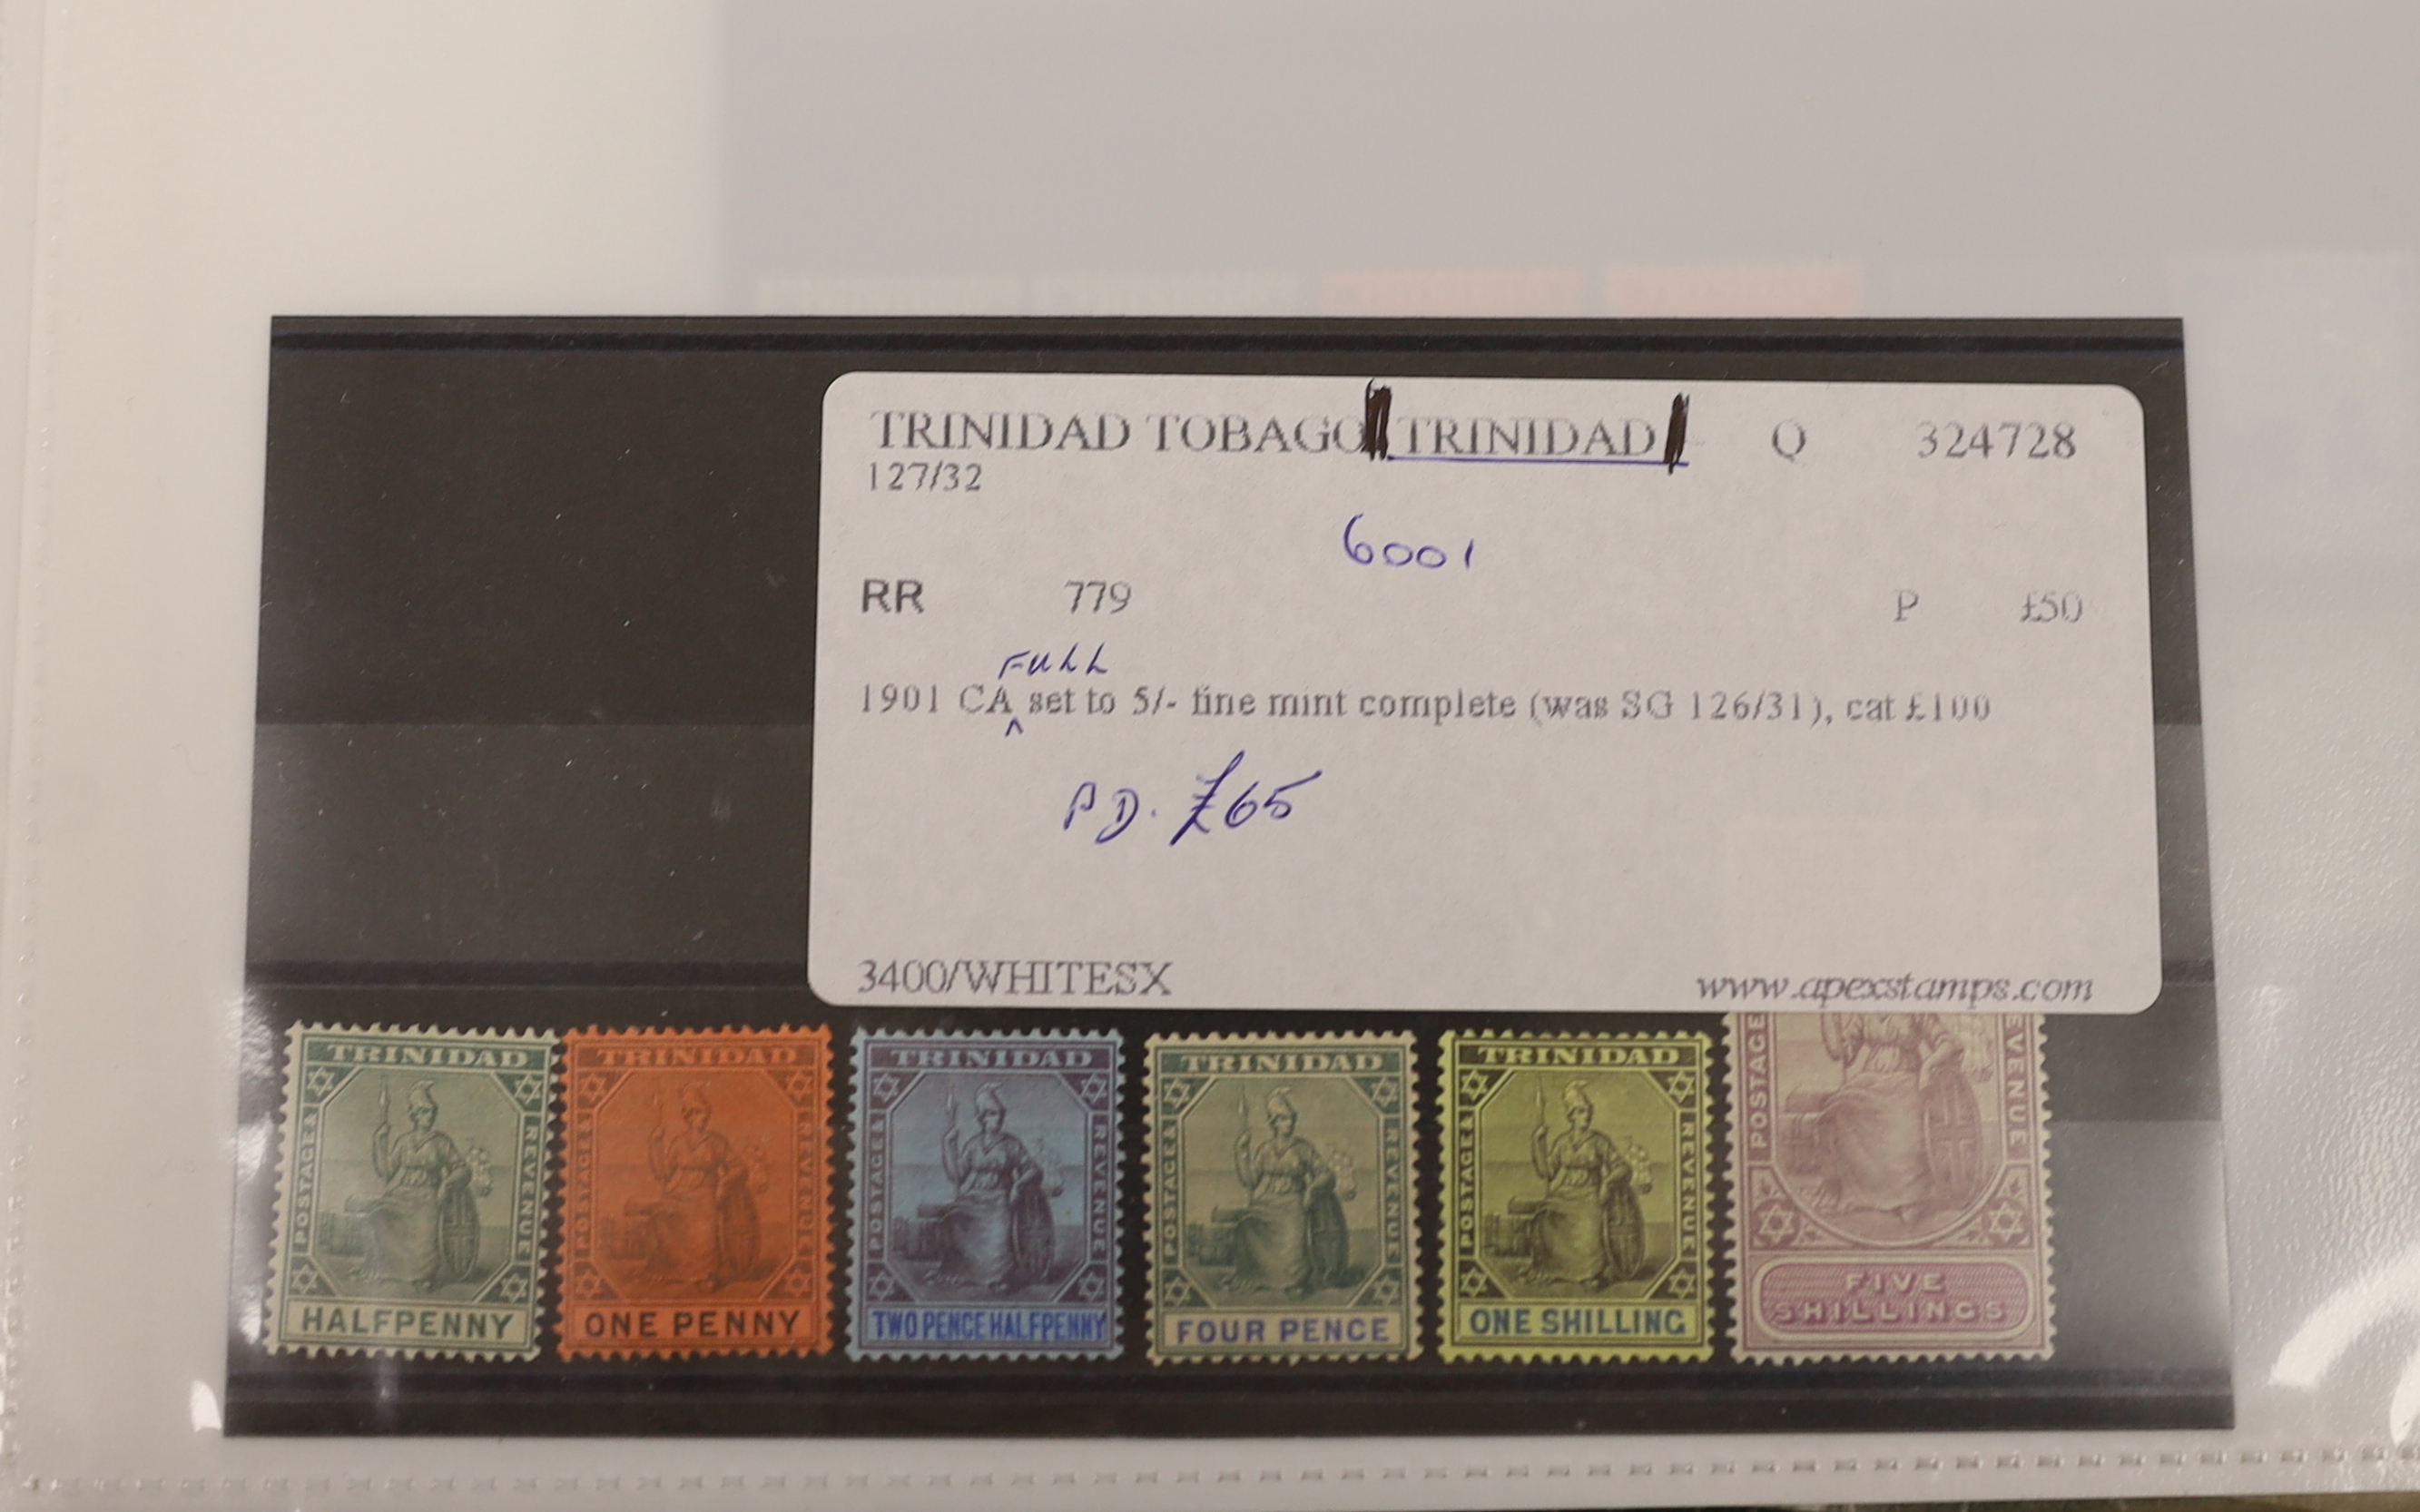 TRINIDAD TOBAGO TRINIDAD Q 324728
127/32
6001
RR 779 P £50
FULL
1901 CA ^ set to 5/- fine mint complete (was SG 126/31), cat £100
PD. £65
3400/WHITESX www.apexstamps.com
TRINIDAD
POSTAGE &
REVENUE
HALFPENNY
TRINIDAD
POSTAGE &
REVENUE
ONE PENNY
TRINIDAD
POSTAGE &
REVENUE
TWO PENCE HALFPENNY
TRINIDAD
POSTAGE &
REVENUE
FOUR PENCE
TRINIDAD
POSTAGE &
REVENUE
ONE SHILLING
POSTAGE
EVENUE
FIVE
SHILLINGS